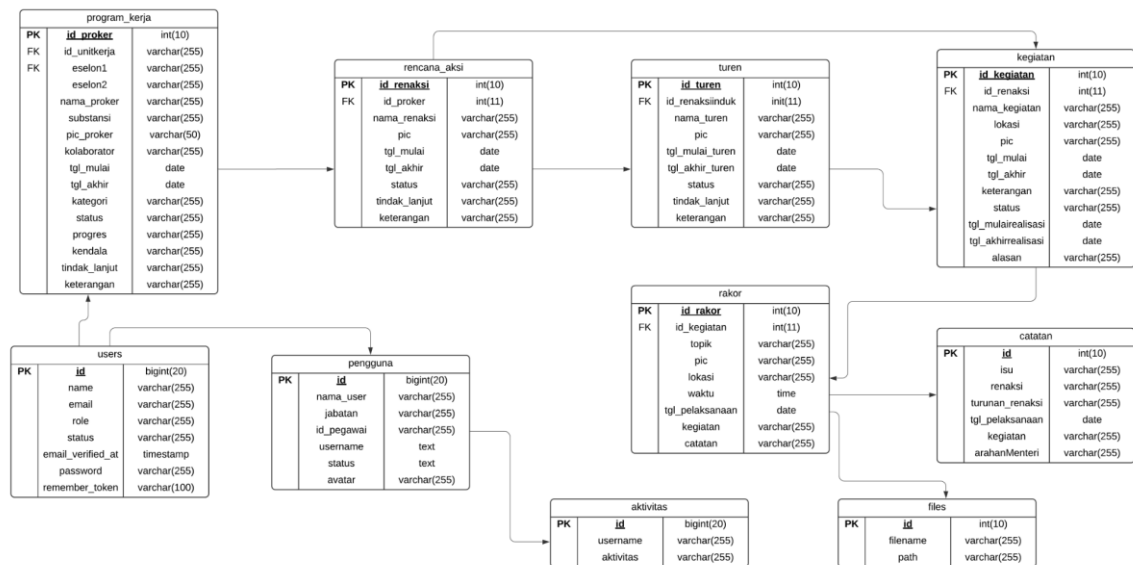 program_kerja
PK id_proker int(10)
FK id_unitkerja varchar(255)
FK eselon1 varchar(255)
eselon2 varchar(255)
nama_proker varchar(255)
substansi varchar(255)
pic_proker varchar(50)
kolaborator varchar(255)
tgl_mulai date
tgl_akhir date
kategori varchar(255)
status varchar(255)
progres varchar(255)
kendala varchar(255)
tindak_lanjut varchar(255)
keterangan varchar(255)
rencana_aksi
PK id_renaksi int(10)
FK id_proker int(11)
nama_renaksi varchar(255)
pic varchar(255)
tgl_mulai date
tgl_akhir date
status varchar(255)
tindak_lanjut varchar(255)
keterangan varchar(255)
turen
PK id_turen int(10)
FK id_renaksiinduk init(11)
nama_turen varchar(255)
pic varchar(255)
tgl_mulai_turen date
tgl_akhir_turen date
status varchar(255)
tindak_lanjut varchar(255)
keterangan varchar(255)
kegiatan
PK id_kegiatan int(10)
FK id_renaksi int(11)
nama_kegiatan varchar(255)
lokasi varchar(255)
pic varchar(255)
tgl_mulai date
tgl_akhir date
keterangan varchar(255)
status varchar(255)
tgl_mulairealisasi date
tgl_akhirrealisasi date
alasan varchar(255)
users
id bigint(20)
name varchar(255)
email varchar(255)
role varchar(255)
status varchar(255)
email_verified_at timestamp
password varchar(255)
remember_token varchar(100)
pengguna
PK id bigint(20)
nama_user varchar(255)
jabatan varchar(255)
id_pegawai varchar(255)
username text
status text
avatar varchar(255)
rakor
PK id_rakor int(10)
FK id_kegiatan int(11)
topik varchar(255)
pic varchar(255)
lokasi varchar(255)
waktu time
tgl_pelaksanaan date
kegiatan varchar(255)
catatan varchar(255)
catatan
PK id int(10)
isu varchar(255)
renaksi varchar(255)
turunan_renaksi varchar(255)
tgl_pelaksanaan date
kegiatan varchar(255)
arahanMenteri varchar(255)
aktivitas
PK id bigint(20)
username varchar(255)
aktivitas varchar(255)
files
PK id int(10)
filename varchar(255)
path varchar(255)